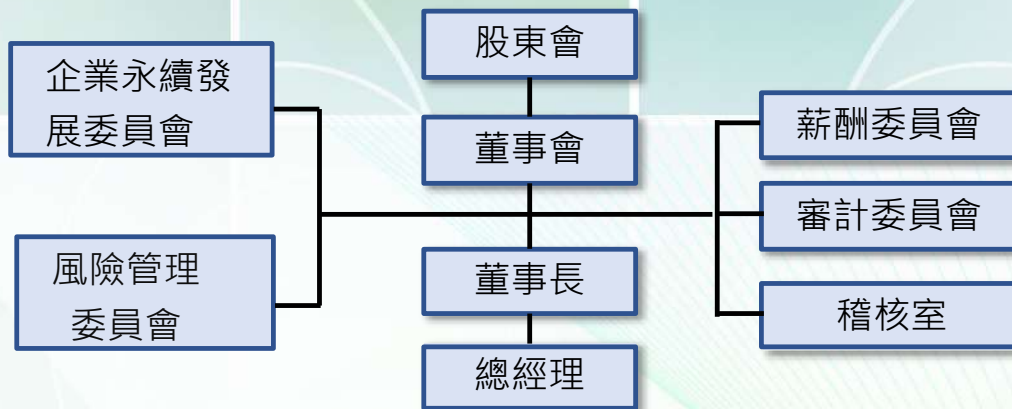 股東會
企業永續發
展委員會
董事會
薪酬委員會
審計委員會
風險管理
委員會
董事長
稽核室
總經理